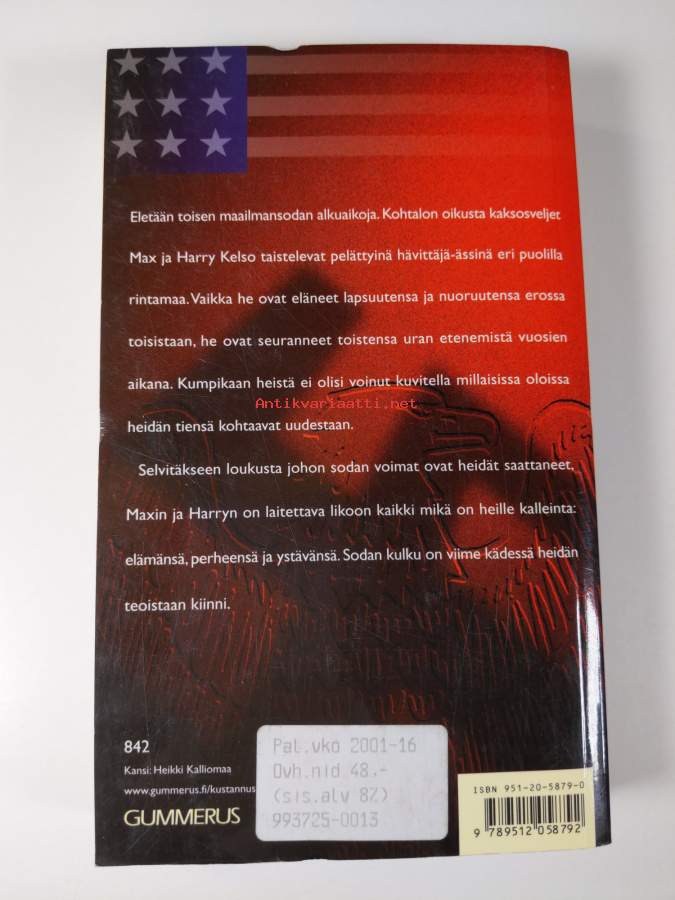 Eletään toisen maailmansodan alkuaikoja. Kohtalon oikusta kaksosveljet
Max ja Harry Kelso taistelevat pelättyinä hävittäjä-ässinä eri puolilla
rintamaa. Vaikka he ovat eläneet lapsuutensa ja nuoruutensa erossa
toisistaan, he ovat seuranneet toistensa uran etenemistä vuosien
aikana. Kumpikaan heistä ei olisi voinut kuvitella millaisissa oloissa
Antikvariaatti.net
heidän tiensä kohtaavat uudestaan.
Selvitäkseen loukusta johon sodan voimat ovat heidät saattaneet,
Maxin ja Harryn on laitettava likoon kaikki mikä on heille kalleinta:
elämänsä, perheensä ja ystävänsä. Sodan kulku on viime kädessä heidän
teoistaan kiinni.
842
Kansi: Heikki Kalliomaa
www.gummerus.fi/kustannus
GUMMERUS
Pal.vko 2001-16
Ovh.nid 48.-
(sis.alv 8%)
993725-0013
ISBN 951-20-5879-0
9 789512 058792